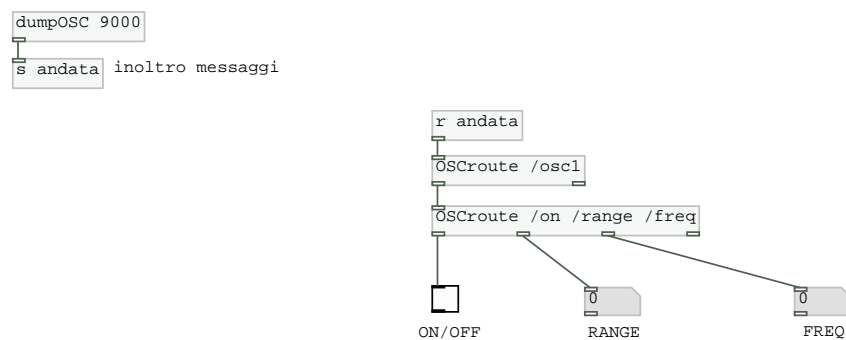 dumpOSC 9000
s andata
inoltro messaggi
r andata
OSCroute /osc1
OSCroute /on /range /freq
0
0
ON/OFF
RANGE
FREQ